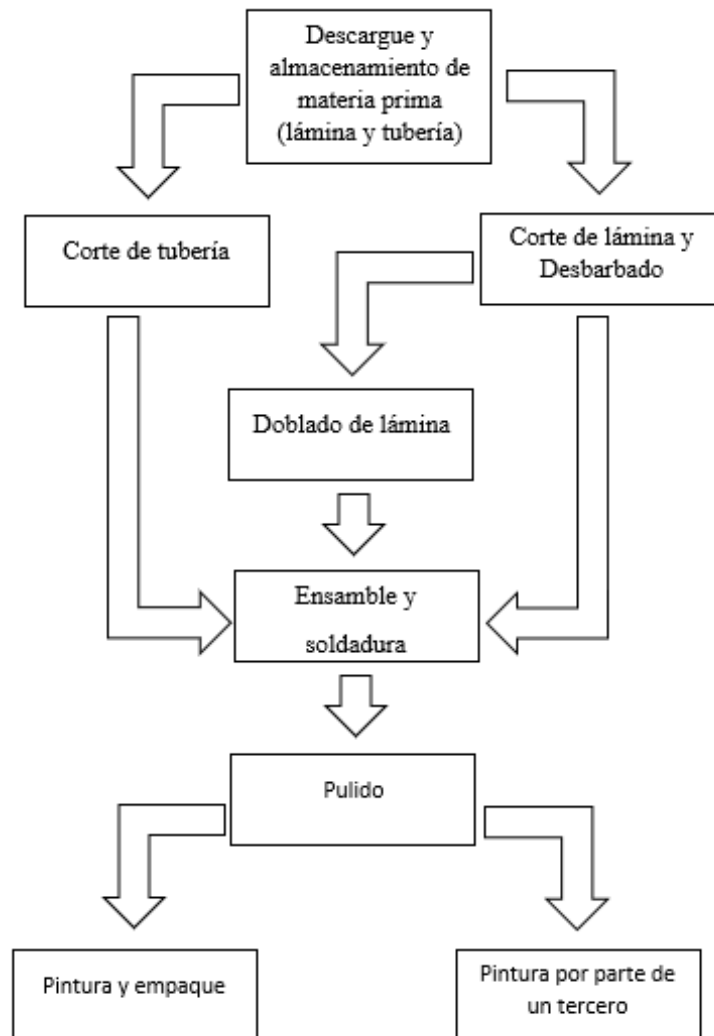 Descargue y
almacenamiento de
materia prima
(lámina y tubería)
Corte de tubería
Corte de lámina y
Desbarbado
Doblado de lámina
Ensamble y
soldadura
Pulido
Pintura y empaque
Pintura por parte de
un tercero